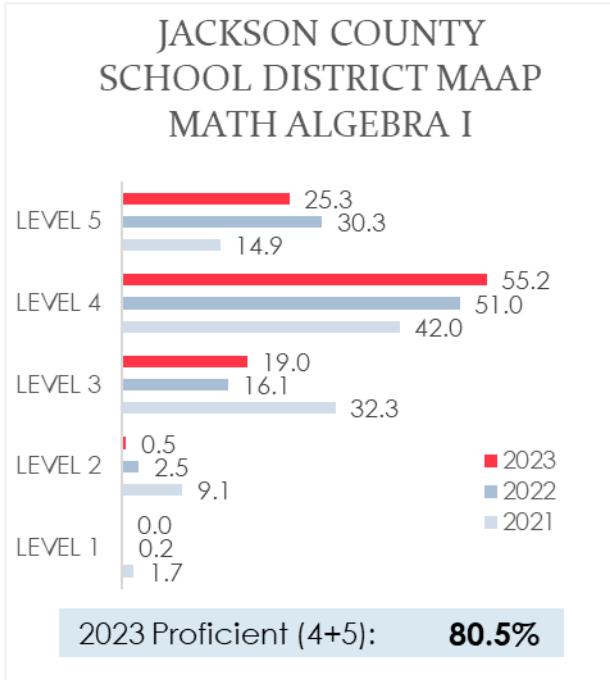 JACKSON COUNTY
SCHOOL DISTRICT MAAP
MATH ALGEBRA I
25.3
LEVEL 5
30.3
14.9
55.2
LEVEL 4
51.0
42.0
19.0
LEVEL 3
16.1
32.3
0.5
LEVEL 2
2.5
9.1
0.0
LEVEL 1
0.2
1.7
2023
2022
2021
2023 Proficient (4+5): 80.5%